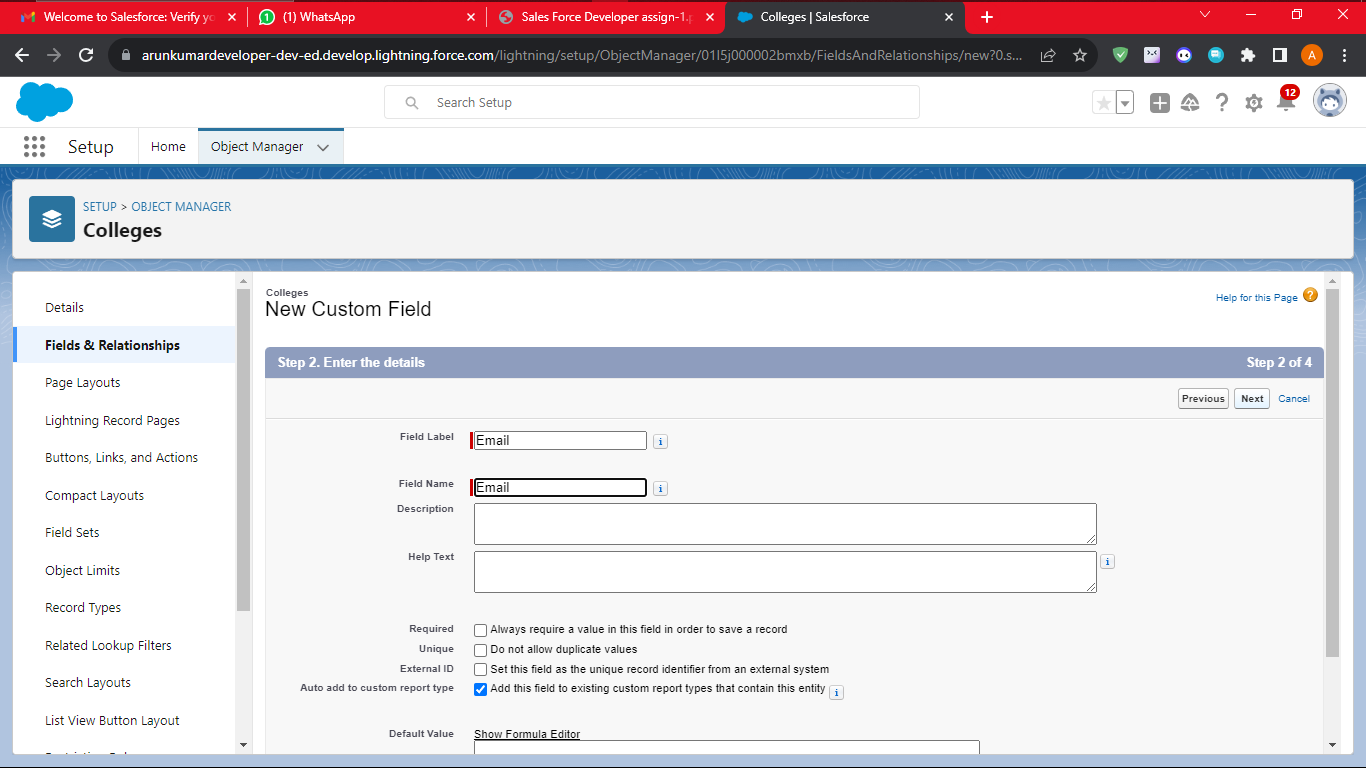 Welcome to Salesforce: Verify yo
(1) WhatsApp
Sales Force Developer assign-1.p
Colleges | Salesforce
arunkumardeveloper-dev-ed.develop.lightning.force.com/lightning/setup/ObjectManager/01I5j000002bmxb/FieldsAndRelationships/new?0.s...
A
Search Setup
12
Setup
Home
Object Manager
SETUP > OBJECT MANAGER
Colleges
Details
Fields & Relationships
Page Layouts
Lightning Record Pages
Buttons, Links, and Actions
Compact Layouts
Field Sets
Object Limits
Record Types
Related Lookup Filters
Search Layouts
List View Button Layout
Colleges
New Custom Field
Help for this Page
Step 2. Enter the details
Step 2 of 4
Previous
Next
Cancel
Field Label
Email
Field Name
Email
Description
Help Text
Required
Always require a value in this field in order to save a record
Unique
Do not allow duplicate values
External ID
Set this field as the unique record identifier from an external system
Auto add to custom report type
Add this field to existing custom report types that contain this entity
Default Value
Show Formula Editor